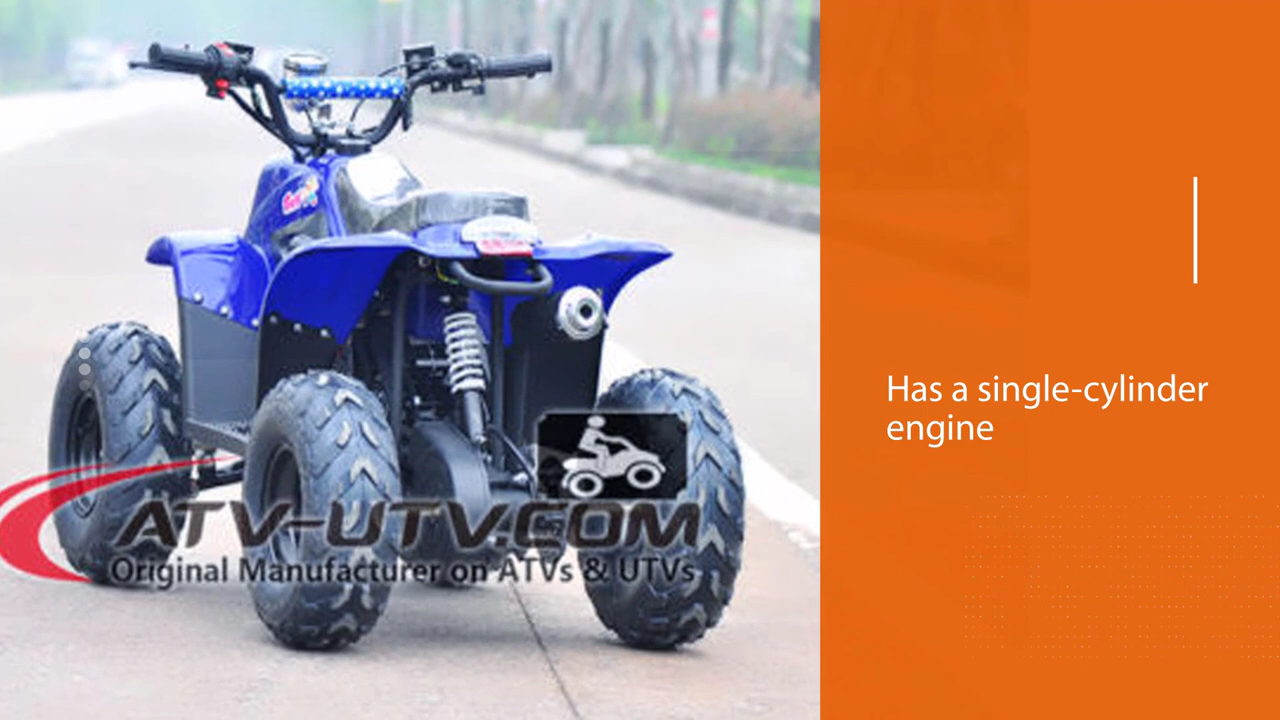 ATV-UTV.COM
Original Manufacturer on ATVs & UTVs
Has a single-cylinder
engine